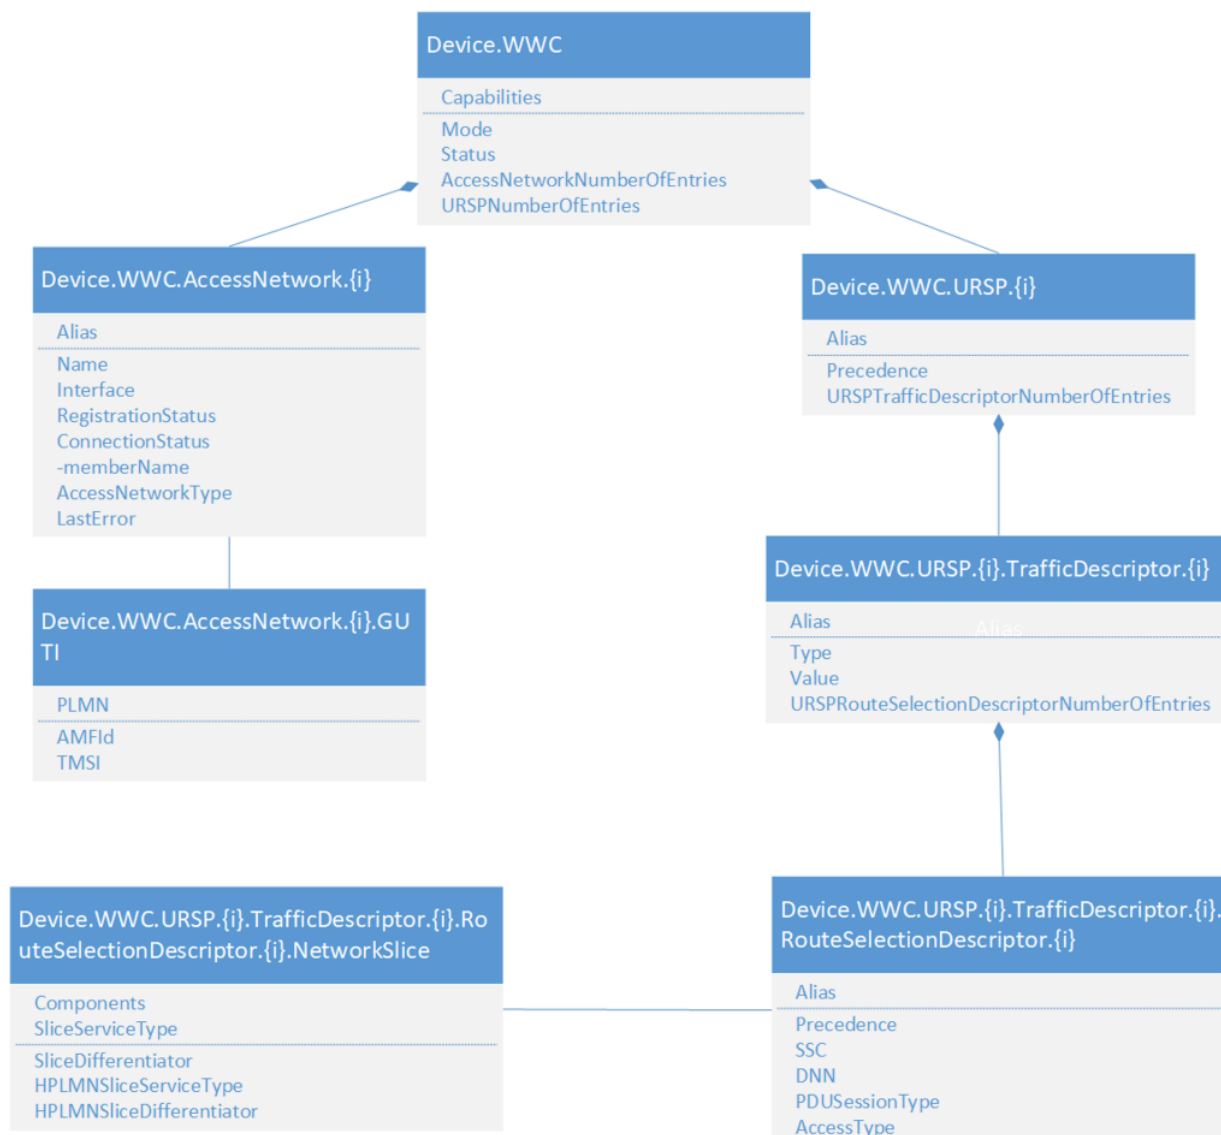 Device.WWC
Capabilities
Mode
Status
AccessNetworkNumberOfEntries
URSPNumberOfEntries
Device.WWC.AccessNetwork.{i}
Alias
Name
Interface
RegistrationStatus
ConnectionStatus
-memberName
AccessNetworkType
LastError
Device.WWC.URSP.{i}
Alias
Precedence
URSPTrafficDescriptorNumberOfEntries
Device.WWC.AccessNetwork.{i}.GU
TI
PLMN
AMFId
TMSI
Device.WWC.URSP.{i}.TrafficDescriptor.{i}
Alias
Alias
Type
Value
URSPRouteSelectionDescriptorNumberOfEntries
Device.WWC.URSP.{i}.TrafficDescriptor.{i}.Ro
uteSelectionDescriptor.{i}.NetworkSlice
Components
SliceServiceType
SliceDifferentiator
HPLMNSliceServiceType
HPLMNSliceDifferentiator
Device.WWC.URSP.{i}.TrafficDescriptor.{i}.
RouteSelectionDescriptor.{i}
Alias
Precedence
SSC
DNN
PDUSessionType
AccessType